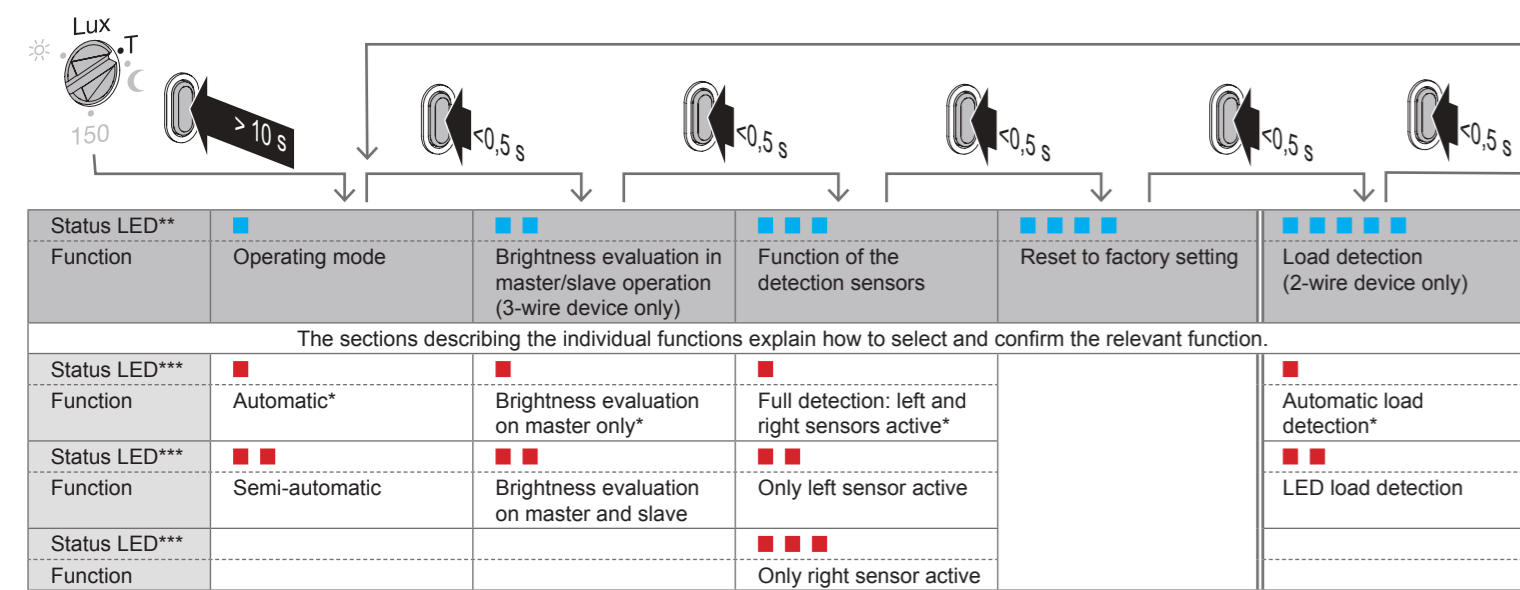 Lux
T
150
> 10 s
<0,5 s
<0,5 s
<0,5 s
<0,5 s
<0,5 s
Status LED**
Function
Operating mode
Brightness evaluation in
master/slave operation
(3-wire device only)
Function of the
detection sensors
Reset to factory setting
Load detection
(2-wire device only)
The sections describing the individual functions explain how to select and confirm the relevant function.
Status LED***
Function
Automatic*
Brightness evaluation
on master only*
Full detection: left and
right sensors active*
Automatic load
detection*
Status LED***
Function
Semi-automatic
Brightness evaluation
on master and slave
Only left sensor active
LED load detection
Status LED***
Function
Only right sensor active